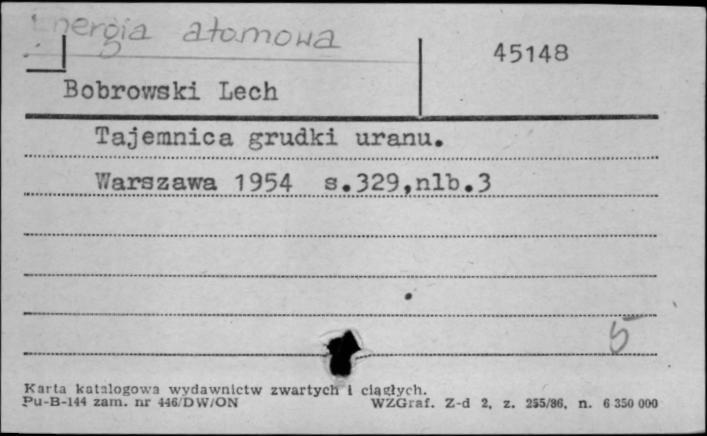 Energia atomowa
45148
Bobrowski Lech
Tajemnica grudki uranu.
Warszawa 1954 s.329,nlb.3
5
Karta katalogowa wydawnictw zwartych i ciągłych.
Pu-B-144 zam. nr 446/DW/ON WZGraf. Z-d 2, z. 255/86, n. 6 350 000